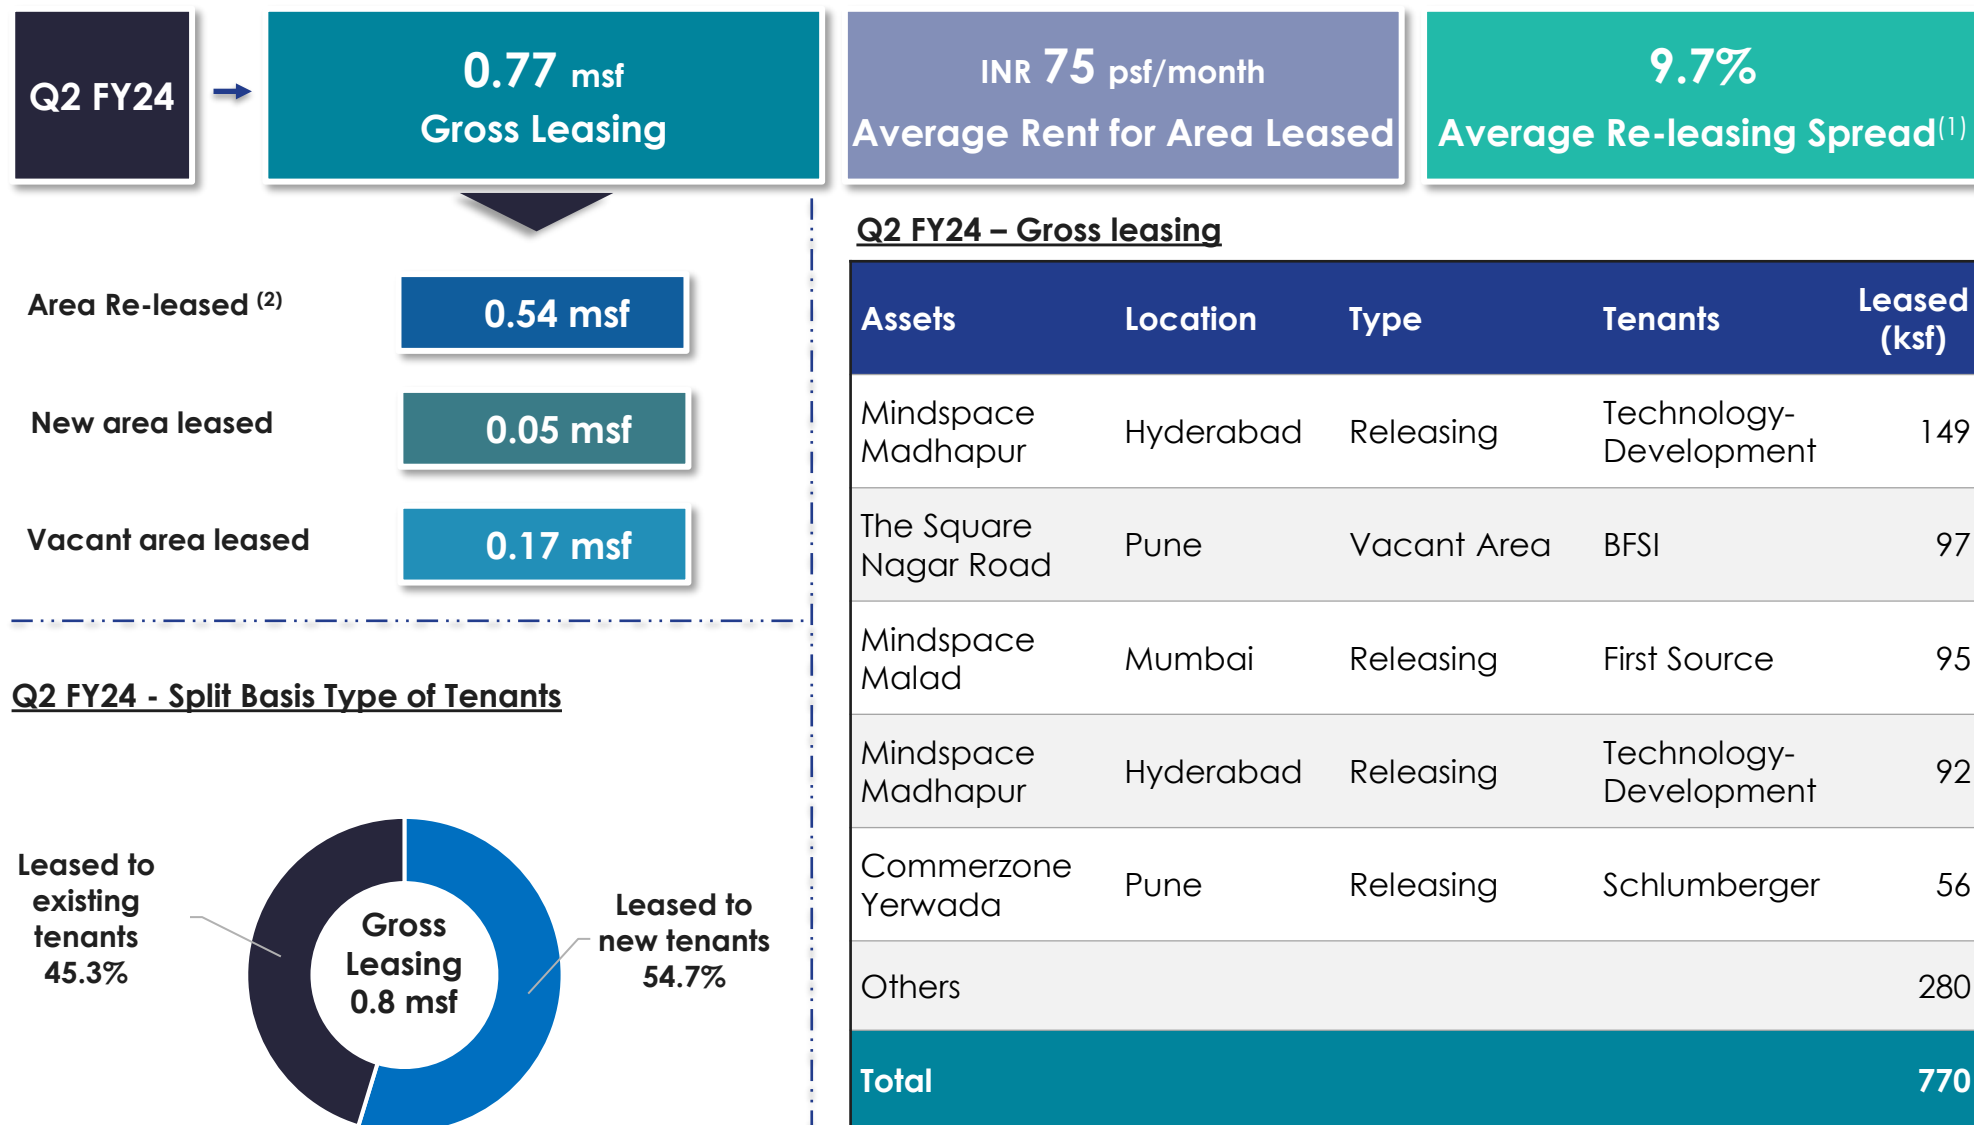 Q2 FY24
0.77 msf
Gross Leasing
INR 75 psf/month
Average Rent for Area Leased
9.7%
Average Re-leasing Spread(1)
Area Re-leased (2)
0.54 msf
New area leased
0.05 msf
Vacant area leased
0.17 msf
Q2 FY24 - Split Basis Type of Tenants
Leased to
existing
tenants
45.3%
Gross
Leasing
0.8 msf
Leased to
new tenants
54.7%
Q2 FY24 – Gross leasing
Assets Location Type Tenants Leased (ksf)
Mindspace Madhapur Hyderabad Releasing Technology-Development 149
The Square Nagar Road Pune Vacant Area BFSI 97
Mindspace Malad Mumbai Releasing First Source 95
Mindspace Madhapur Hyderabad Releasing Technology-Development 92
Commerzone Yerwada Pune Releasing Schlumberger 56
Others 280
Total 770